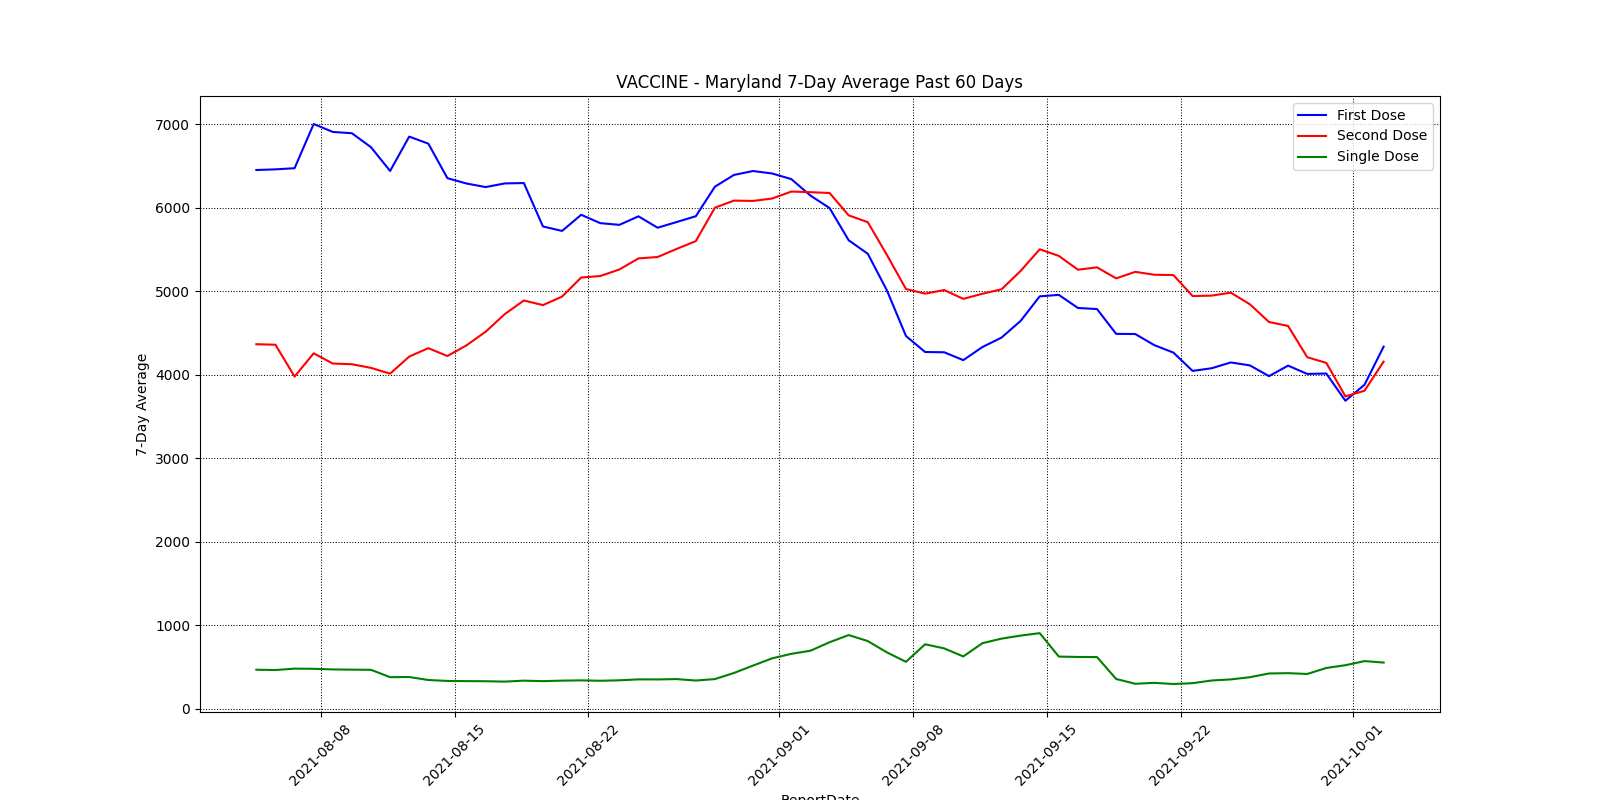 VACCINE - Maryland 7-Day Average Past 60 Days
First Dose
Second Dose
Single Dose
7-Day Average
7000
6000
5000
4000
3000
2000
1000
0
2021-08-08
2021-08-15
2021-08-22
2021-09-01
2021-09-08
2021-09-15
2021-09-22
2021-10-01
ReportDate